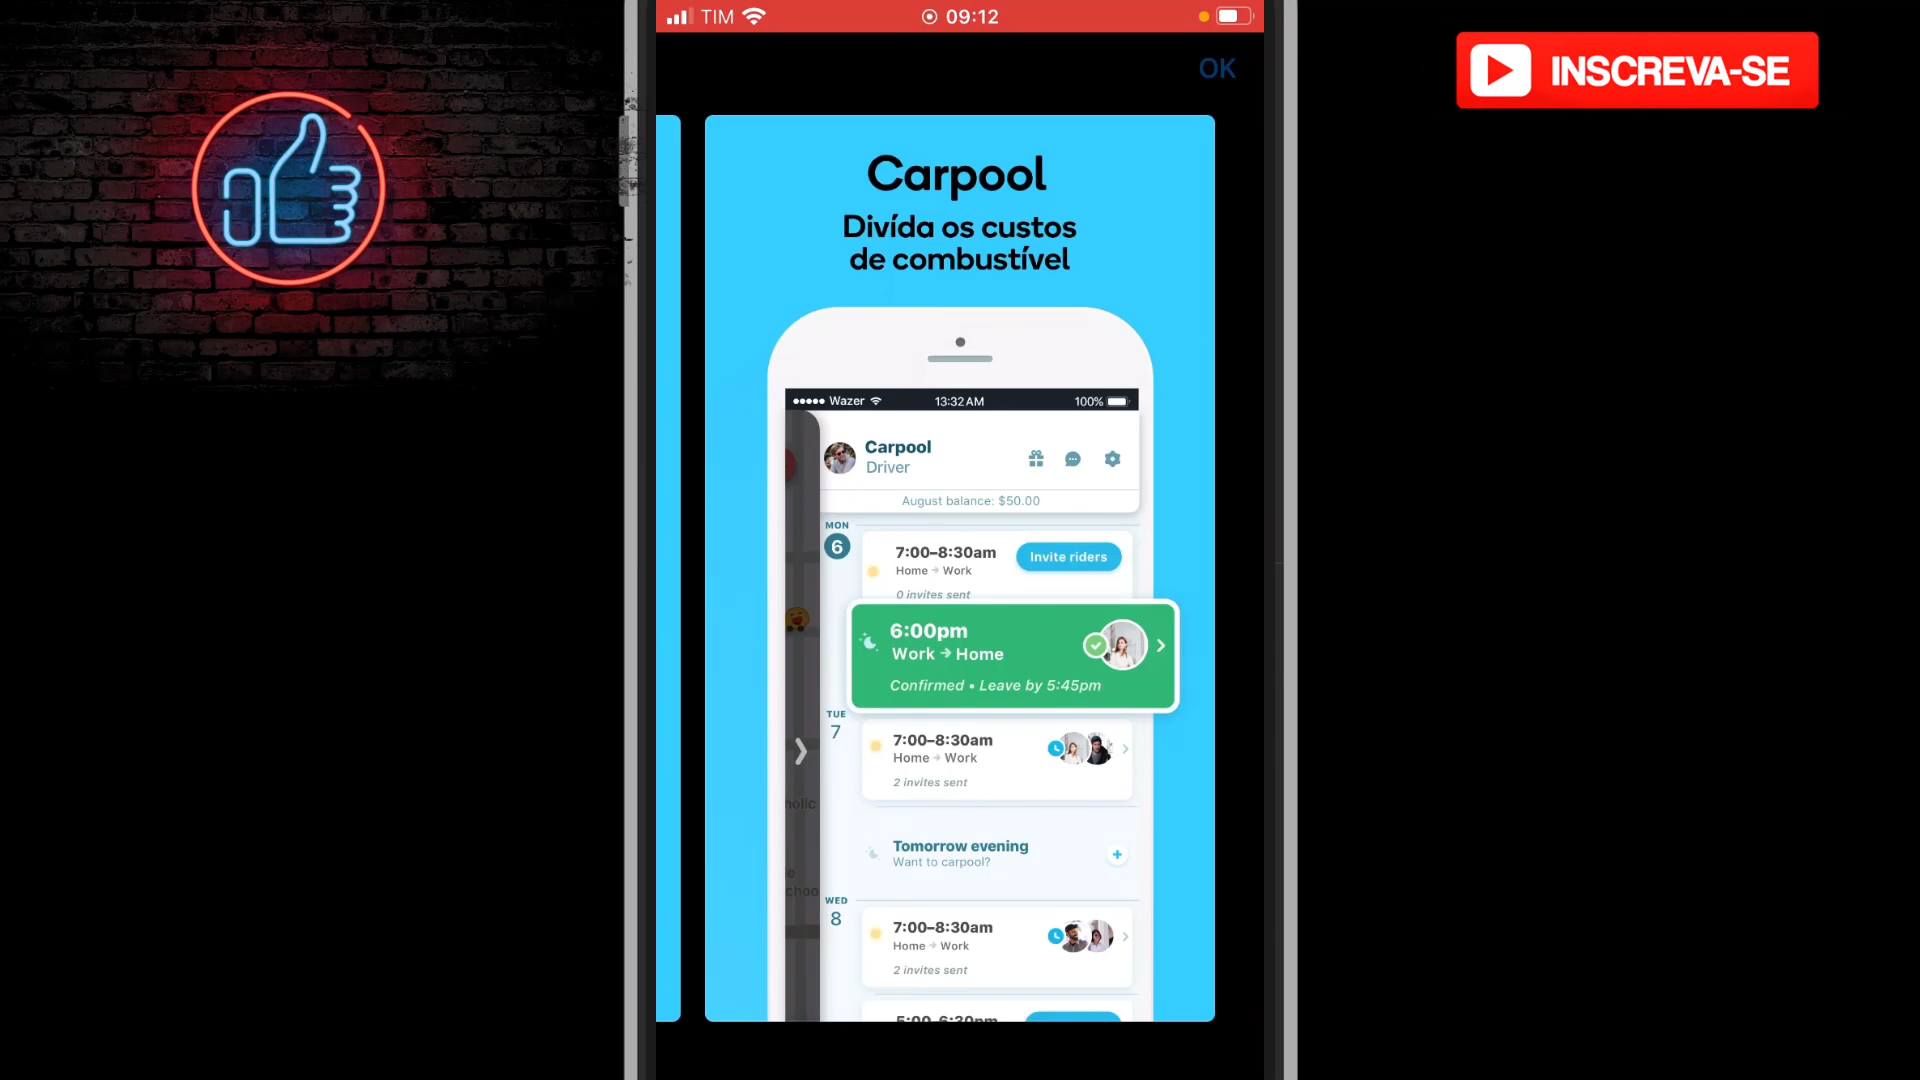 TIM 09:12
OK
INSCREVA-SE
Carpool
Divída os custos
de combustível
Wazer 13:32 AM 100%
Carpool
Driver
August balance: $50.00
MON
6
7:00–8:30am
Home → Work
0 invites sent
Invite riders
6:00pm
Work → Home
Confirmed • Leave by 5:45pm
TUE
7
7:00–8:30am
Home → Work
2 invites sent
holic
Tomorrow evening
Want to carpool?
WED
8
7:00–8:30am
Home → Work
2 invites sent